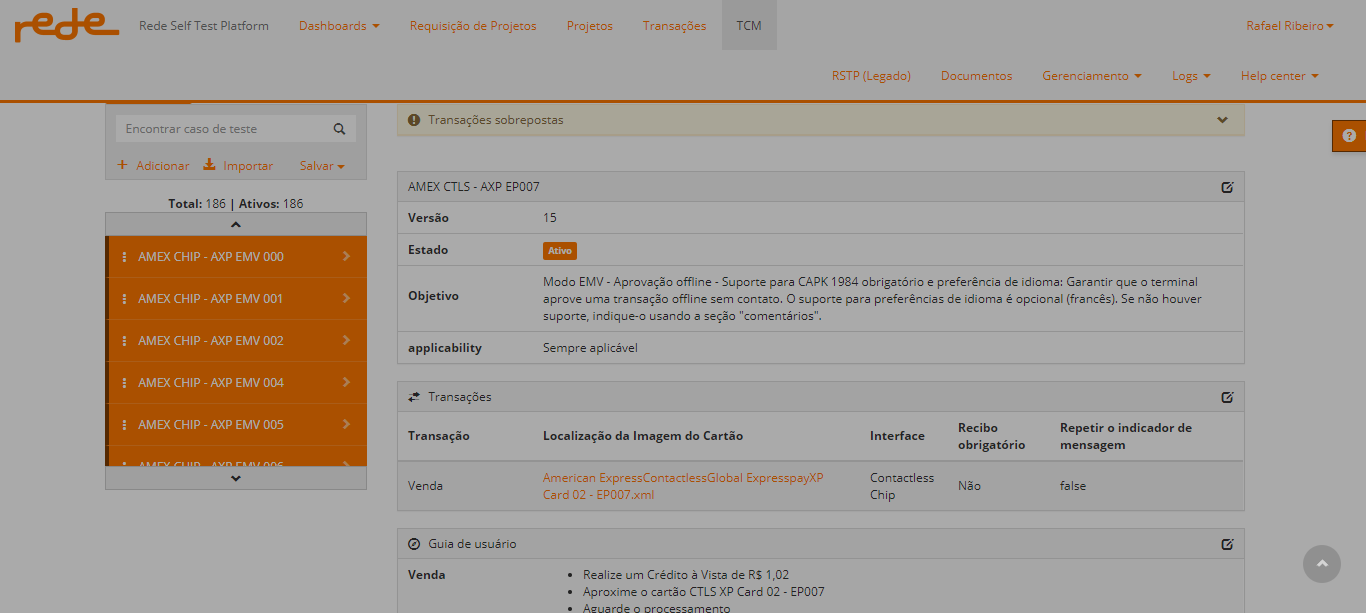 rede Rede Self Test Platform Dashboards Requisição de Projetos Projetos Transações TCM Rafael Ribeiro
RSTP (Legado) Documentos Gerenciamento Logs Help center
Encontrar caso de teste
+ Adicionar Importar Salvar
Total: 186 | Ativos: 186
AMEX CHIP - AXP EMV 000
AMEX CHIP - AXP EMV 001
AMEX CHIP - AXP EMV 002
AMEX CHIP - AXP EMV 004
AMEX CHIP - AXP EMV 005
AMEX CHIP - AXP EMV 006
Transações sobrepostas
AMEX CTLS - AXP EP007
Versão 15
Estado Ativo
Objetivo Modo EMV - Aprovação offline - Suporte para CAPK 1984 obrigatório e preferência de idioma: Garantir que o terminal
aprove uma transação offline sem contato. O suporte para preferências de idioma é opcional (francês). Se não houver
suporte, indique-o usando a seção "comentários".
applicability Sempre aplicável
Transações
Transação Localização da Imagem do Cartão Interface Recibo obrigatório Repetir o indicador de mensagem
Venda American ExpressContactlessGlobal ExpresspayXP Card 02 - EP007.xml Contactless Chip Não false
Guia de usuário
Venda
• Realize um Crédito à Vista de R$ 1,02
• Aproxime o cartão CTLS XP Card 02 - EP007
• Aguarde o processamento